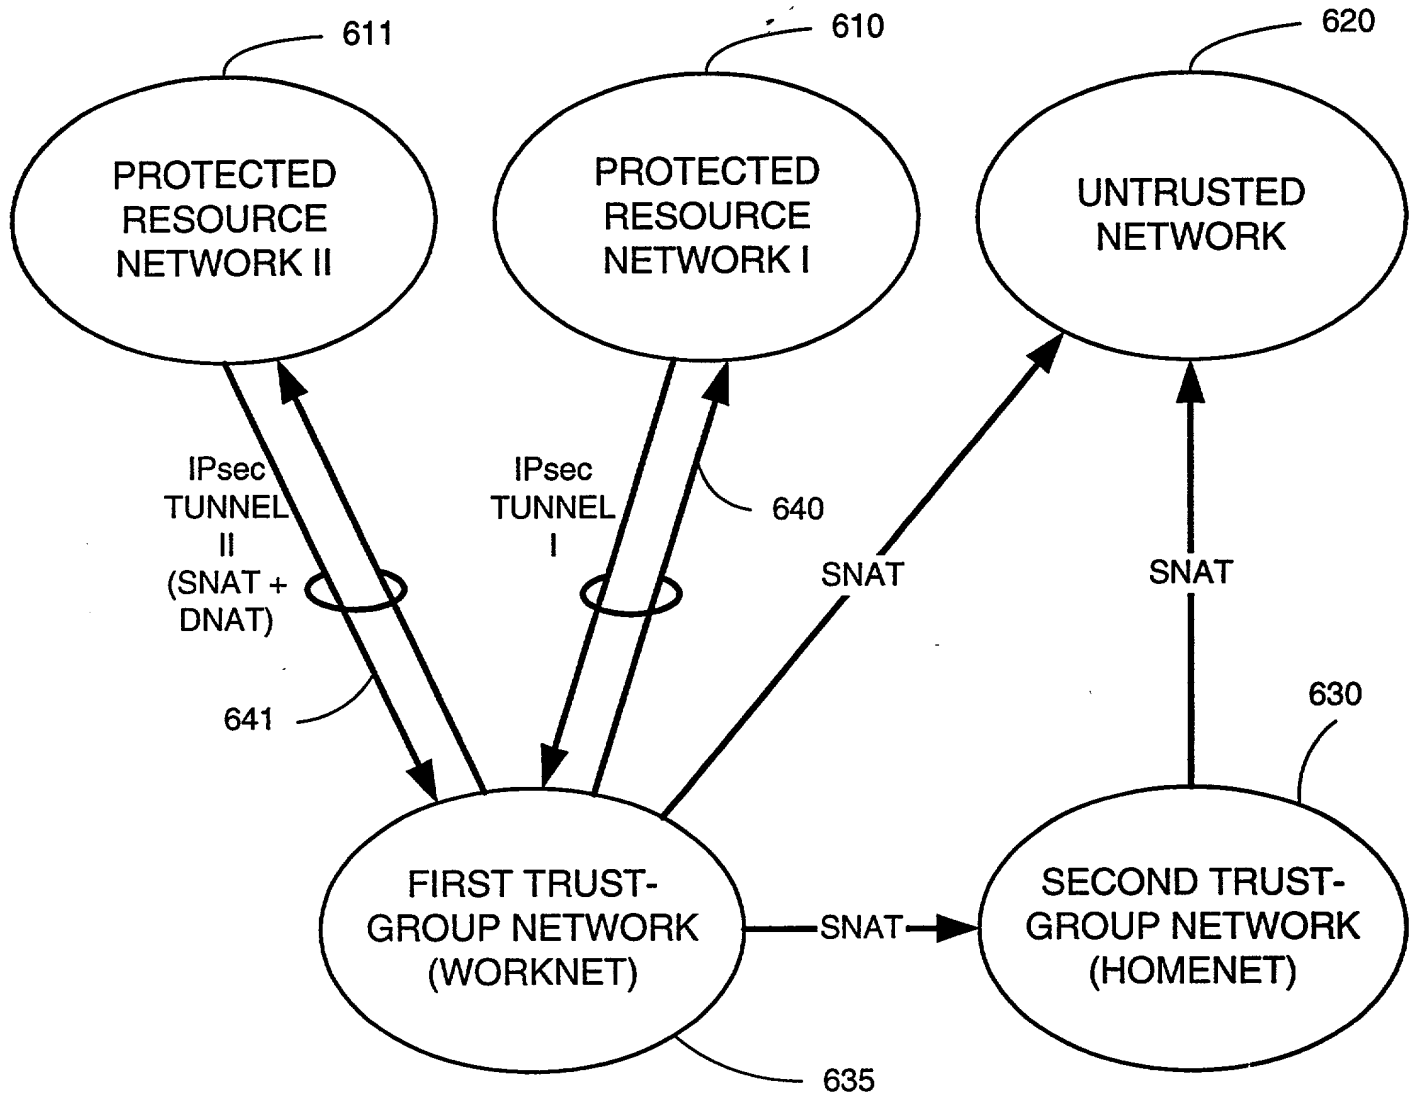 611
610
620
PROTECTED
RESOURCE
NETWORK II
PROTECTED
RESOURCE
NETWORK I
UNTRUSTED
NETWORK
IPsec
TUNNEL
II
(SNAT +
DNAT)
IPsec
TUNNEL
I
640
SNAT
SNAT
641
630
FIRST TRUST-
GROUP NETWORK
(WORKNET)
SNAT
SECOND TRUST-
GROUP NETWORK
(HOMENET)
635